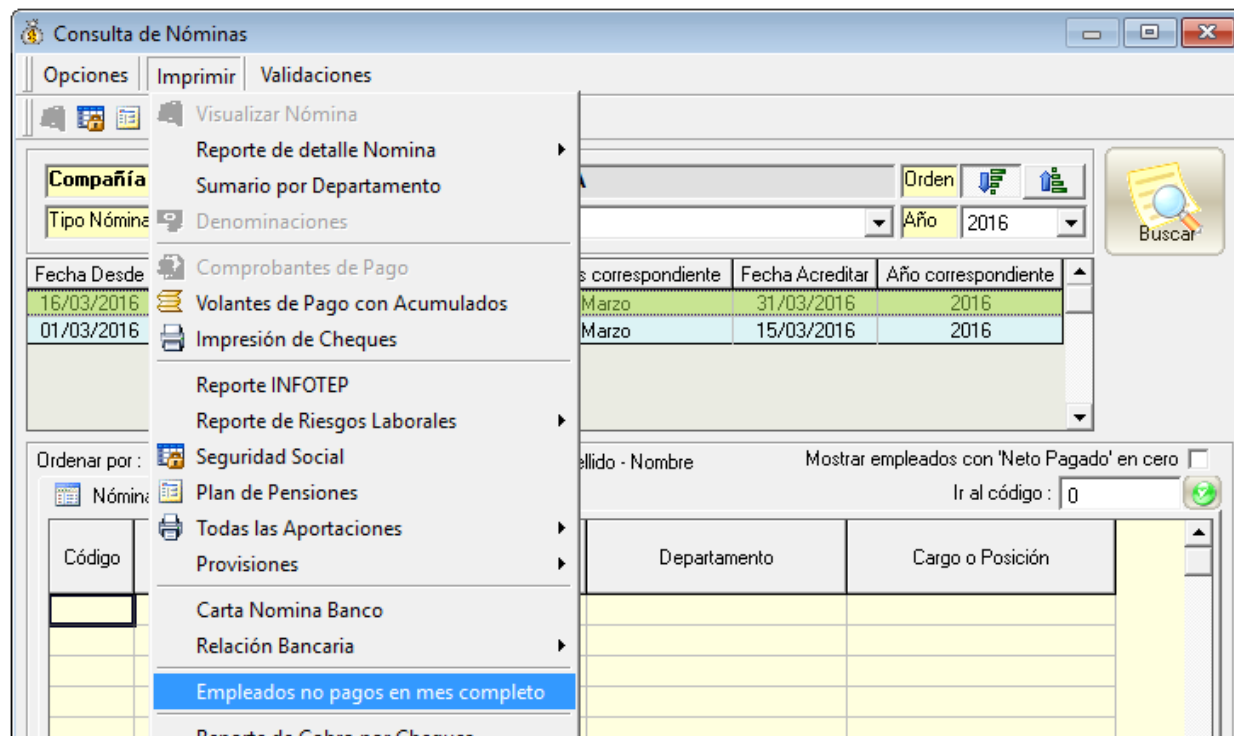 Consulta de Nóminas
Opciones Imprimir Validaciones
Visualizar Nómina
Reporte de detalle Nomina
Sumario por Departamento
Denominaciones
Comprobantes de Pago
Volantes de Pago con Acumulados
Impresión de Cheques
Reporte INFOTEP
Reporte de Riesgos Laborales
Seguridad Social
Plan de Pensiones
Todas las Aportaciones
Provisiones
Carta Nomina Banco
Relación Bancaria
Empleados no pagos en mes completo
Reporte de Cobro por Cheques
Compañía A Orden
Tipo Nómina Año 2016
Buscar
Fecha Desde s correspondiente Fecha Acreditar Año correspondiente
16/03/2016 Marzo 31/03/2016 2016
01/03/2016 Marzo 15/03/2016 2016
Ordenar por : ellido - Nombre Mostrar empleados con 'Neto Pagado' en cero
Nómina Ir al código : 0
Código Departamento Cargo o Posición